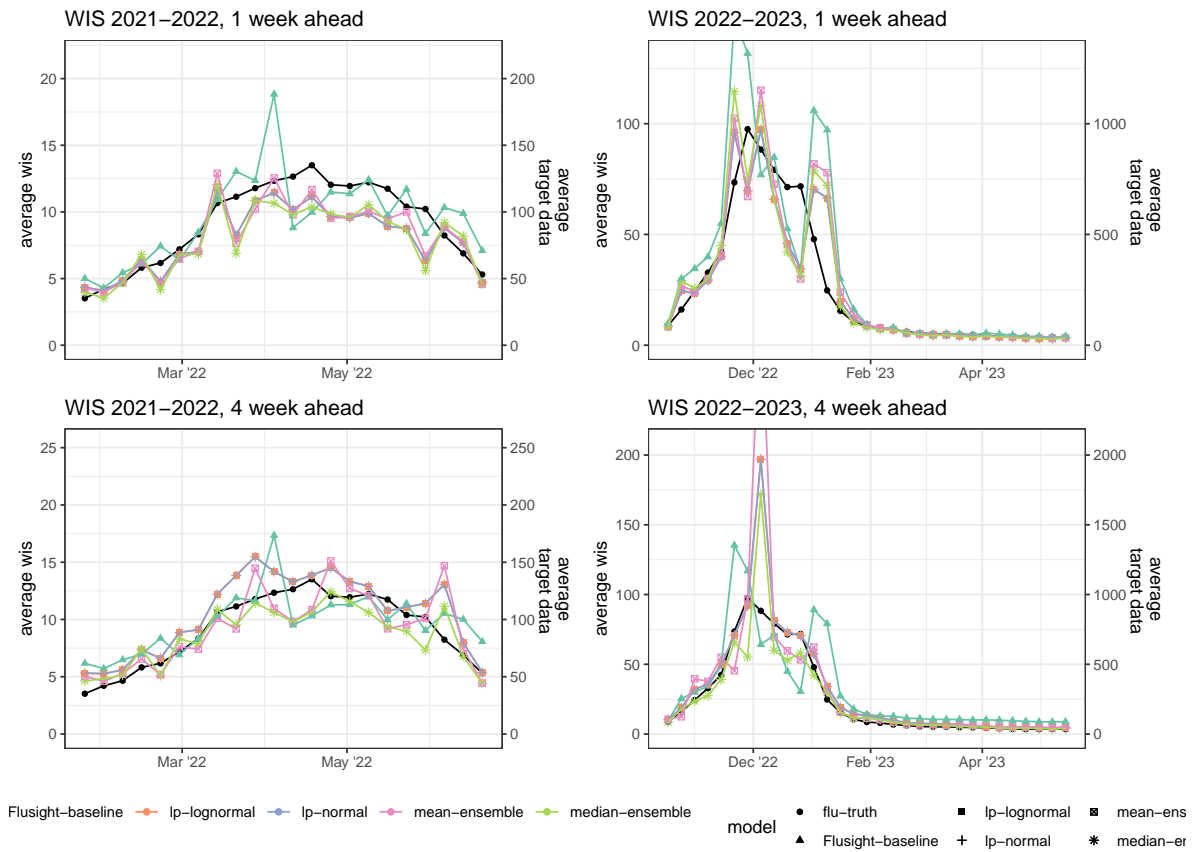 WIS 2021−2022, 1 week ahead
WIS 2022−2023, 1 week ahead
20
15
10
5
0
200
150
100
50
0
average wis
average
target data
Mar '22
May '22
100
50
0
1000
500
0
average wis
average
target data
Dec '22
Feb '23
Apr '23
WIS 2021−2022, 4 week ahead
WIS 2022−2023, 4 week ahead
25
20
15
10
5
0
250
200
150
100
50
0
average wis
average
target data
Mar '22
May '22
200
150
100
50
0
2000
1500
1000
500
0
average wis
average
target data
Dec '22
Feb '23
Apr '23
Flusight−baseline lp−lognormal lp−normal mean−ensemble median−ensemble
model
flu−truth lp−lognormal mean−ens
Flusight−baseline lp−normal median−en